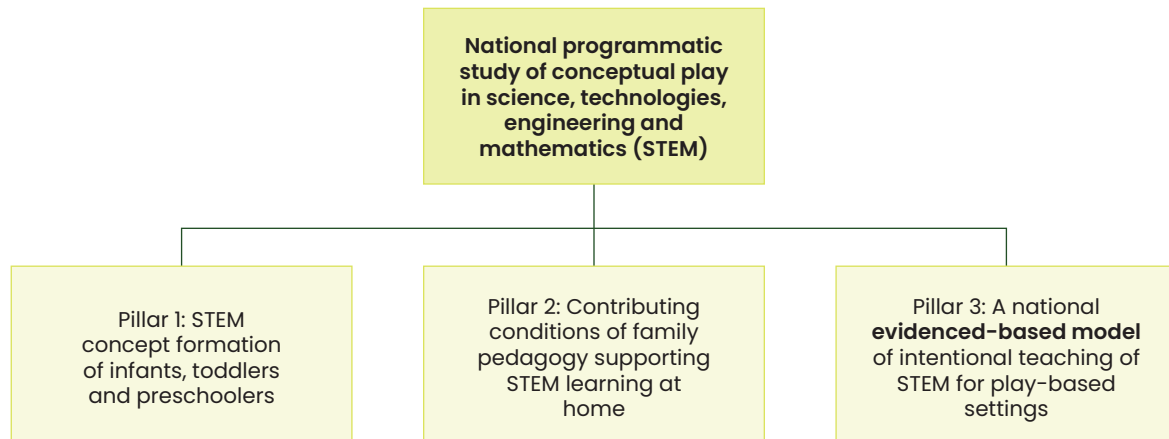 National programmatic
study of conceptual play
in science, technologies,
engineering and
mathematics (STEM)
Pillar 1: STEM
concept formation
of infants, toddlers
and preschoolers
Pillar 2: Contributing
conditions of family
pedagogy supporting
STEM learning at
home
Pillar 3: A national
evidenced-based model
of intentional teaching of
STEM for play-based
settings